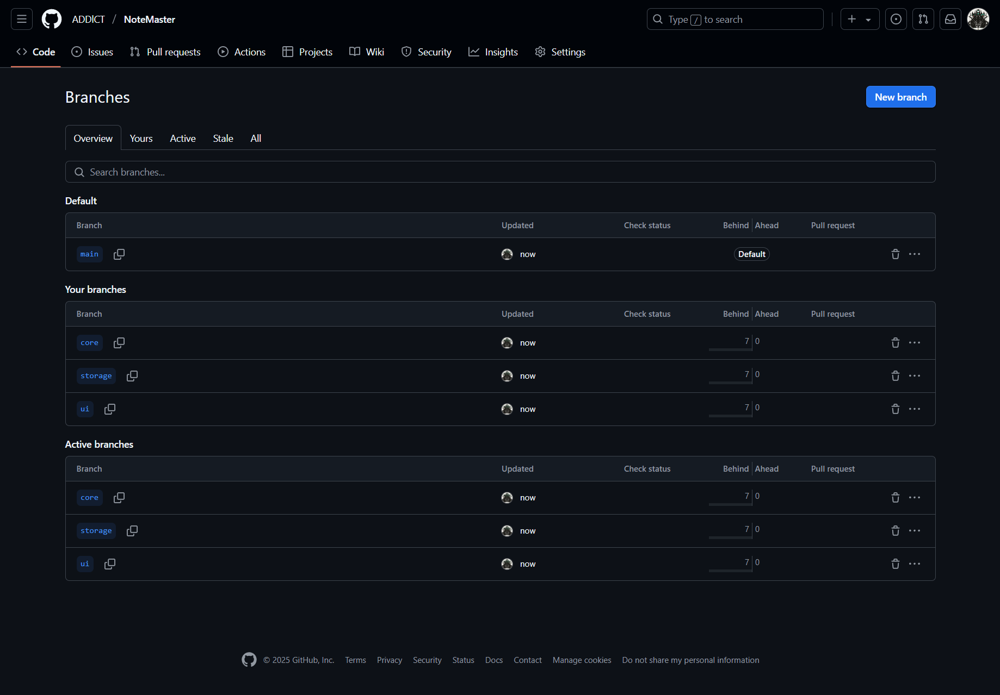 ADDICT / NoteMaster
Type / to search
Code Issues Pull requests Actions Projects Wiki Security Insights Settings
Branches
New branch
Overview Yours Active Stale All
Search branches...
Default
Branch Updated Check status Behind Ahead Pull request
main now Default
Your branches
Branch Updated Check status Behind Ahead Pull request
core now 7 0
storage now 7 0
ui now 7 0
Active branches
Branch Updated Check status Behind Ahead Pull request
core now 7 0
storage now 7 0
ui now 7 0
© 2025 GitHub, Inc. Terms Privacy Security Status Docs Contact Manage cookies Do not share my personal information